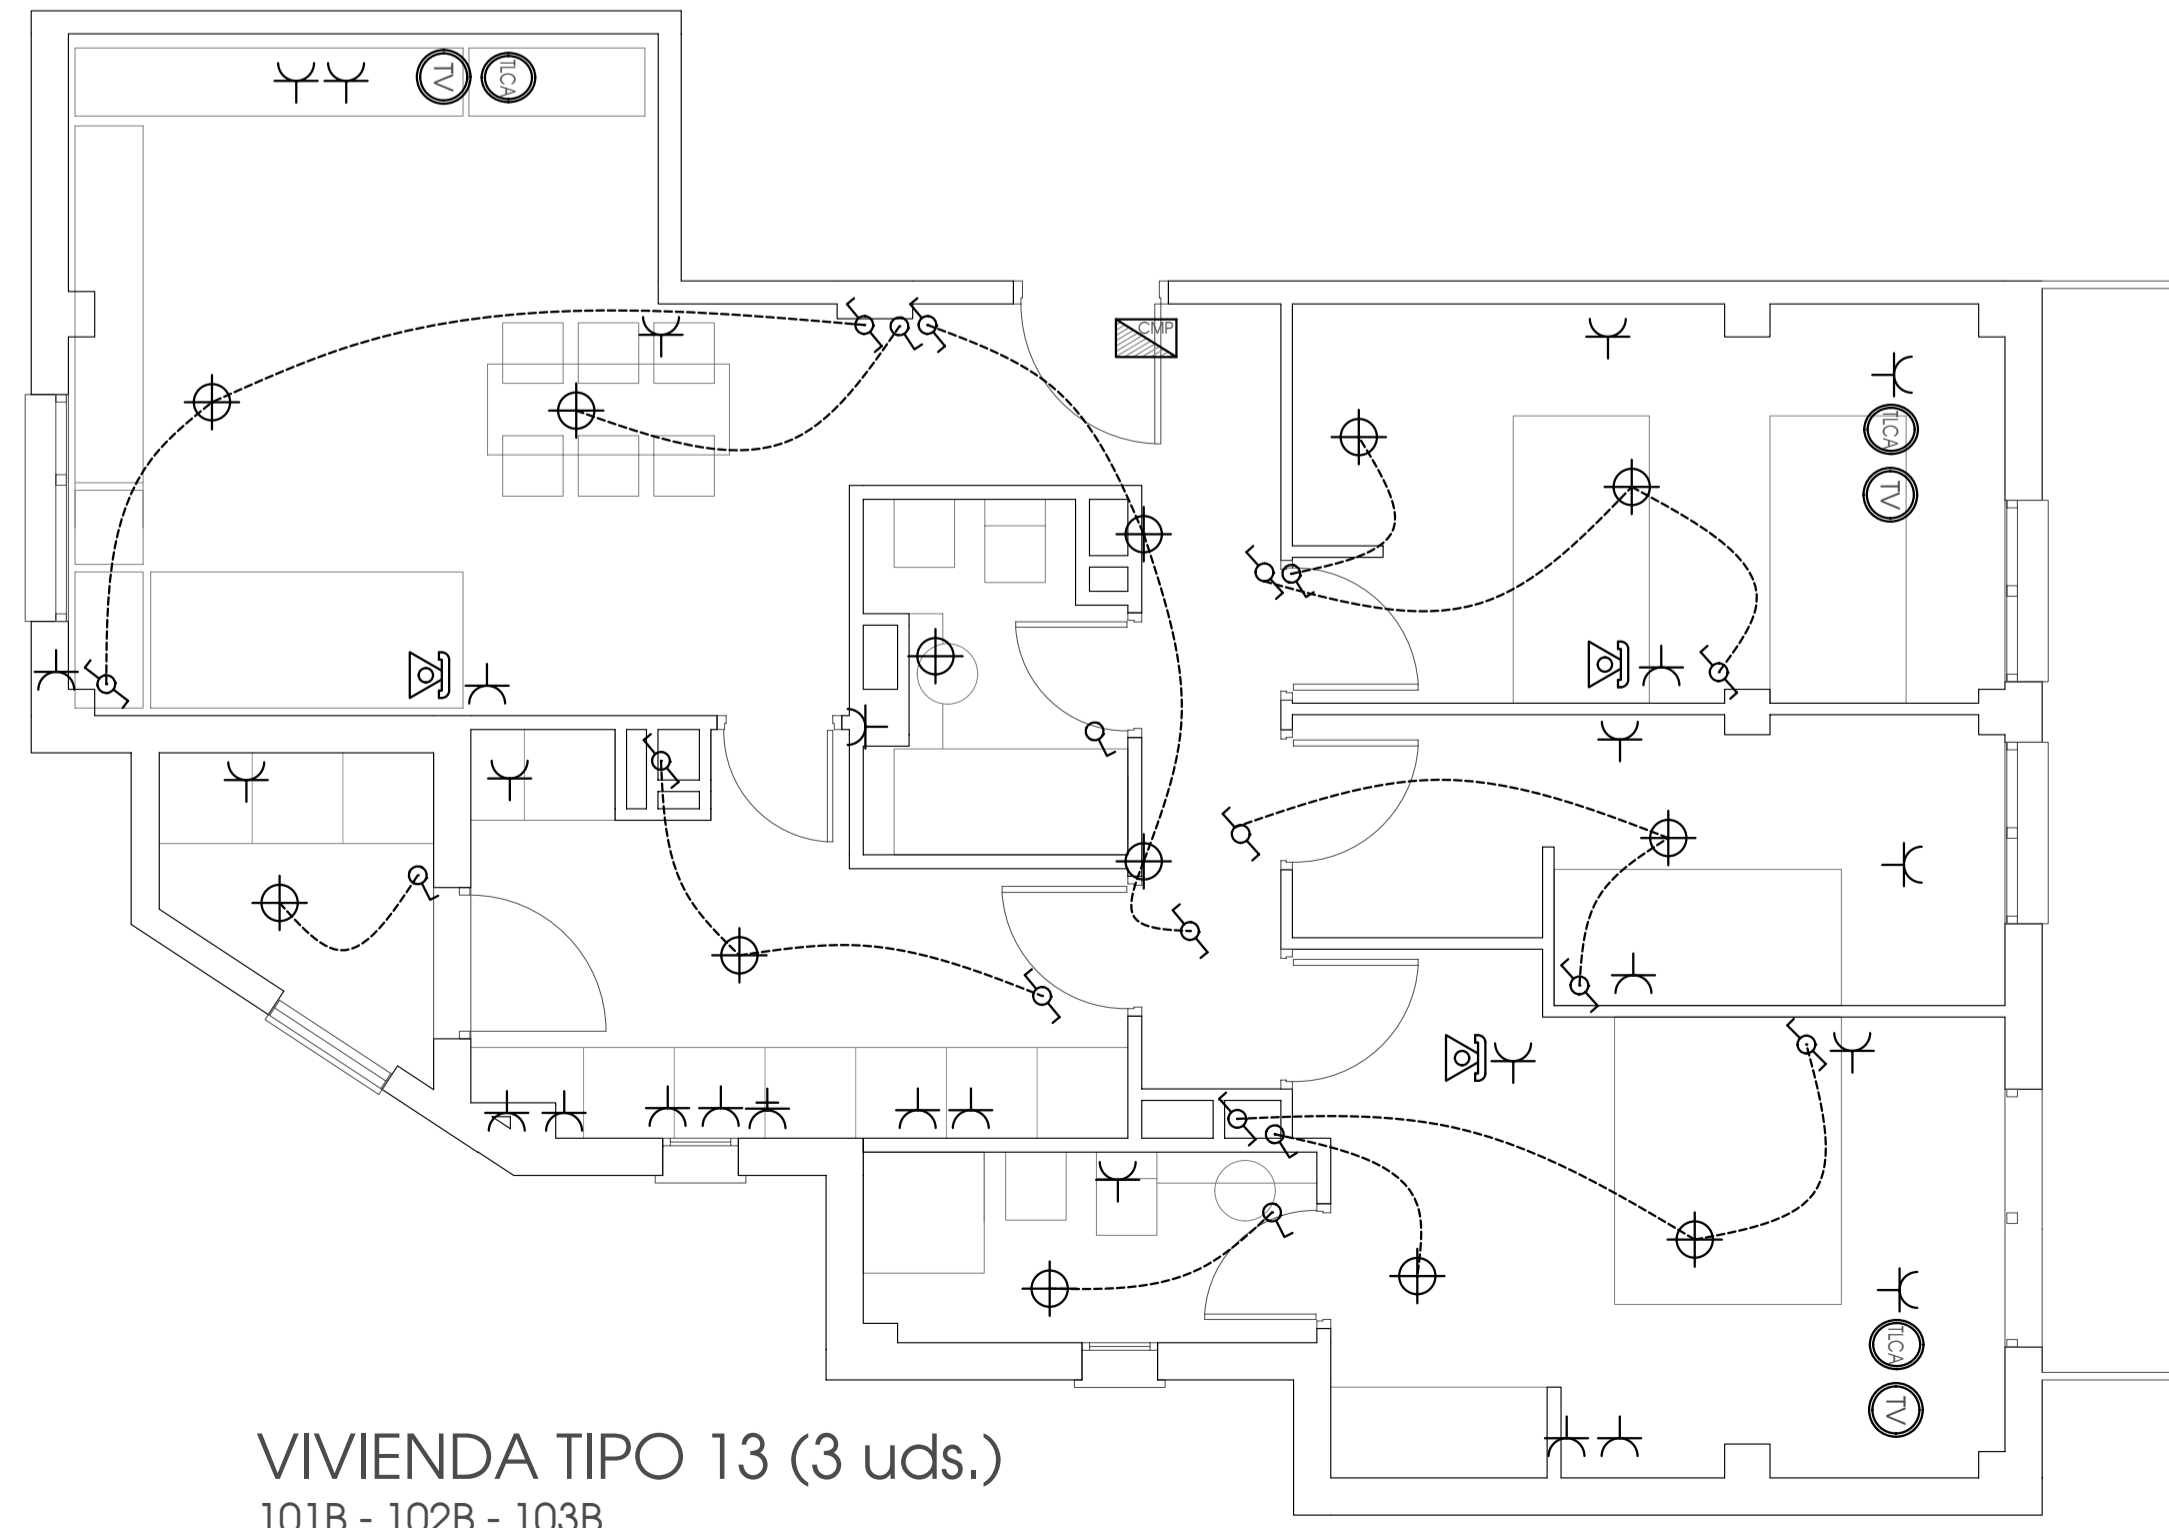 TV TLCA
CMP
TLCA
TV
TLCA
TV
VIVIENDA TIPO 13 (3 uds.)
101B - 102B - 103B